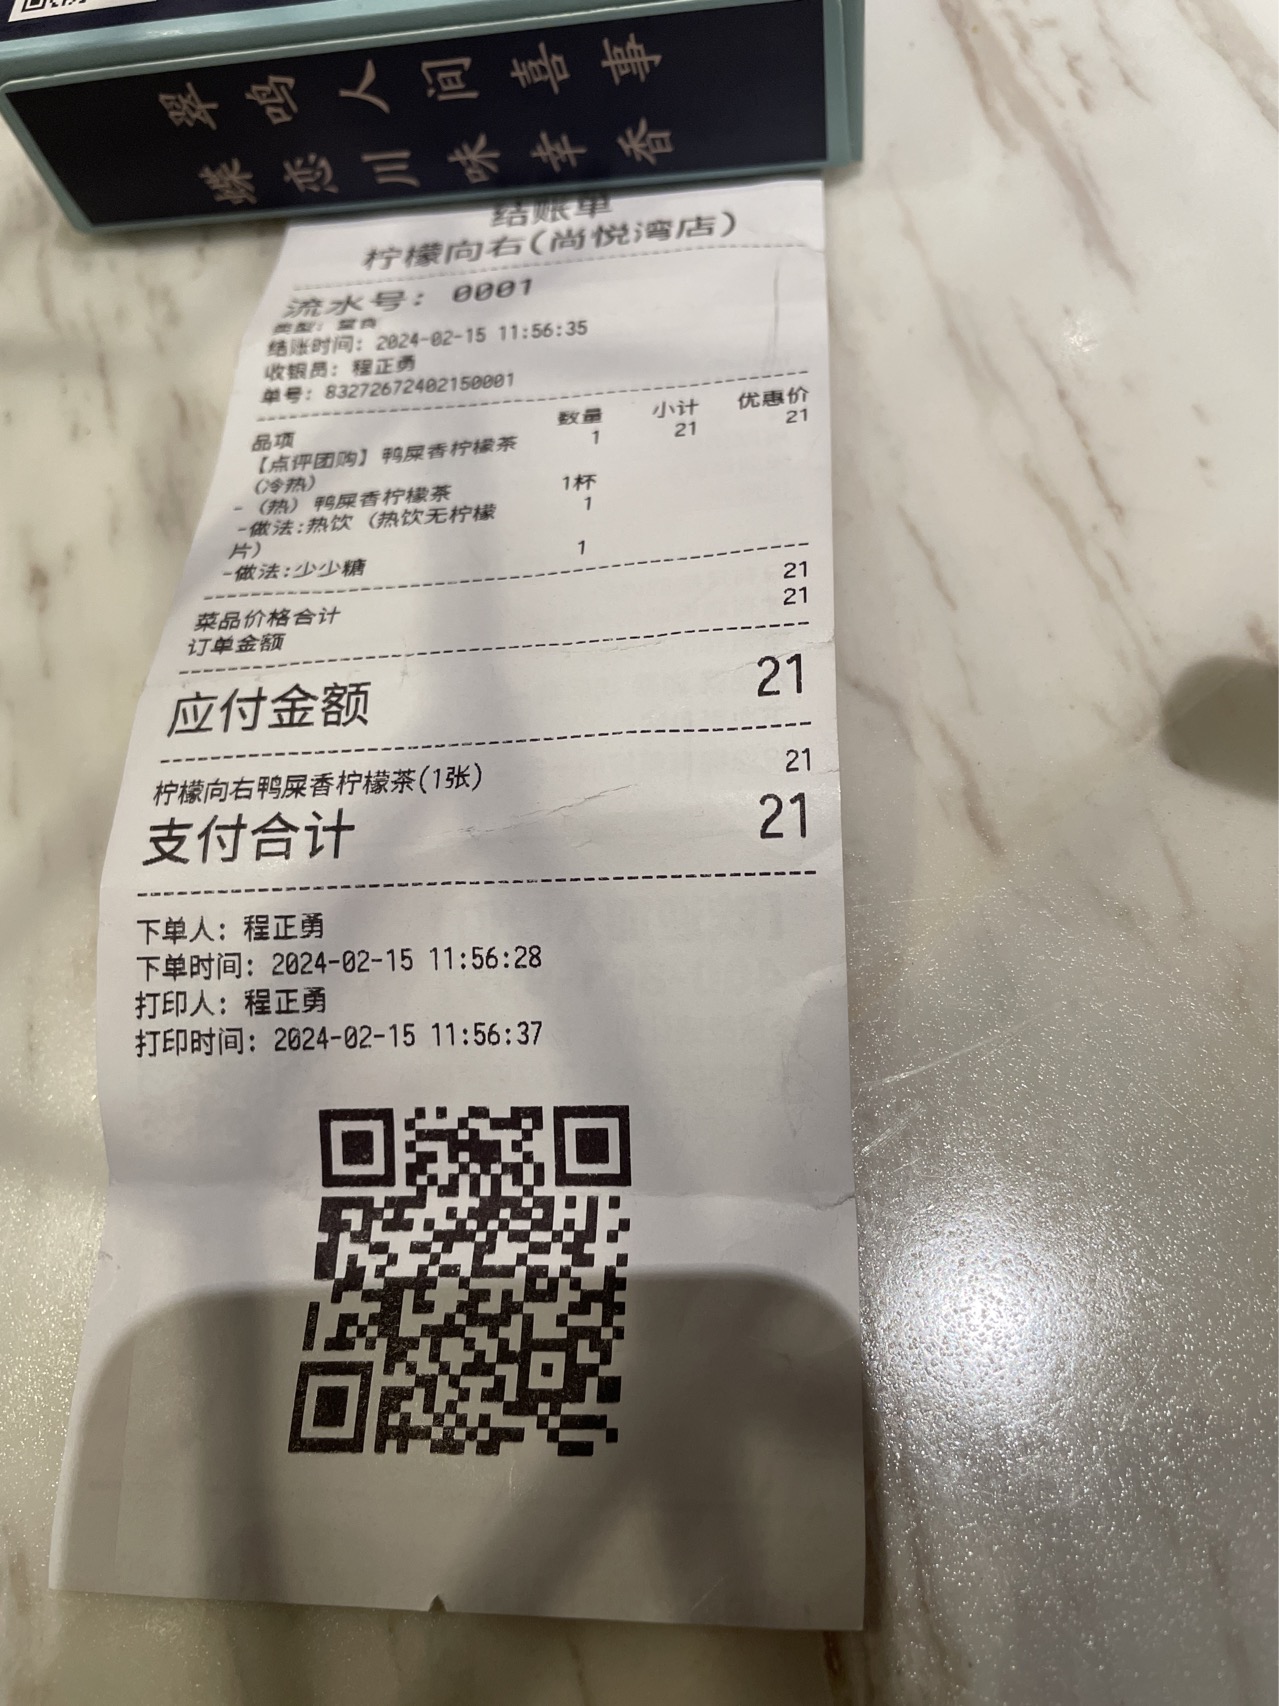 翠鸣人间喜事
蝶恋川味幸香
结账单
柠檬向右(尚悦湾店)
流水号: 0001
类型: 堂食
结账时间: 2024-02-15 11:56:35
收银员: 程正勇
单号: 83272672402150001
品项 数量 小计 优惠价
【点评团购】鸭屎香柠檬茶 1 21 21
(冷热)
-(热)鸭屎香柠檬茶 1杯
-做法:热饮(热饮无柠檬 1
片)
-做法:少少糖 1
菜品价格合计 21
订单金额 21
应付金额 21
柠檬向右鸭屎香柠檬茶(1张) 21
支付合计 21
下单人: 程正勇
下单时间: 2024-02-15 11:56:28
打印人: 程正勇
打印时间: 2024-02-15 11:56:37